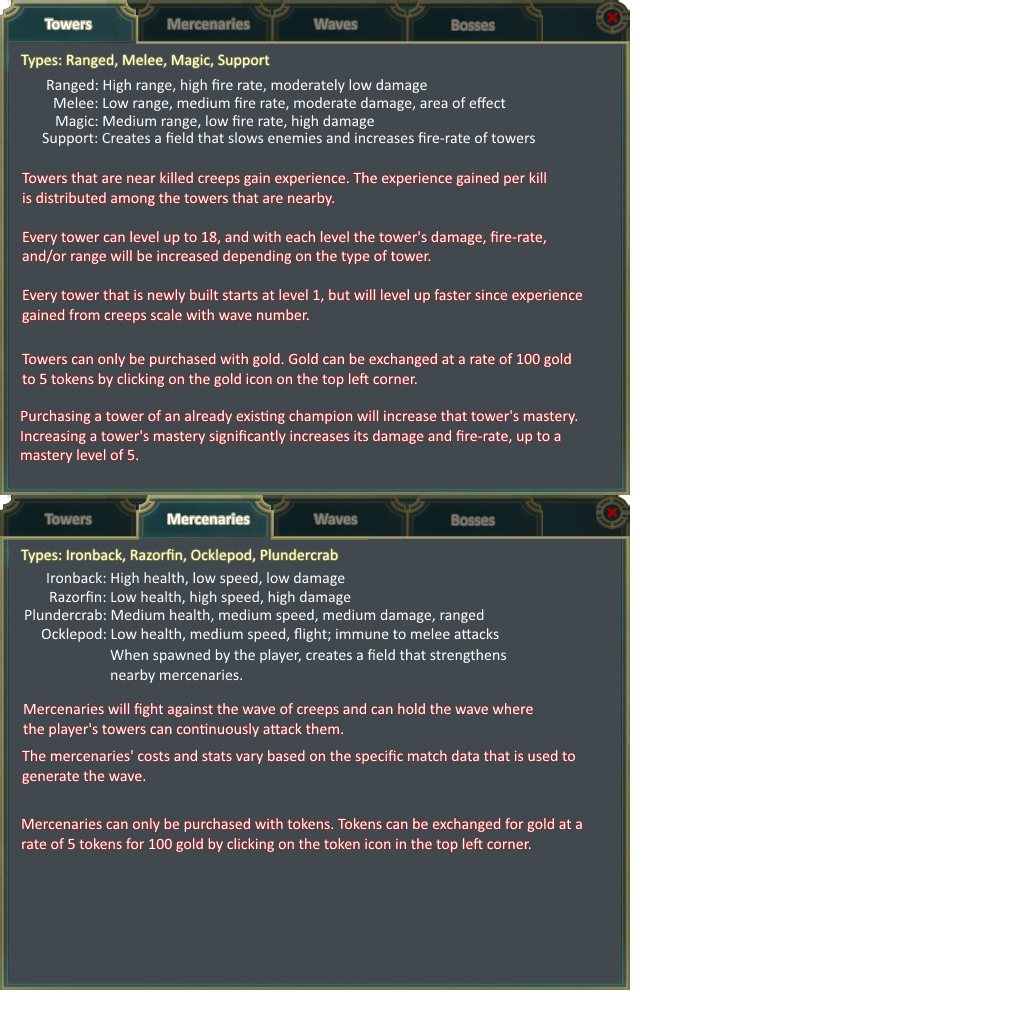 Towers Mercenaries Waves Bosses
Types: Ranged, Melee, Magic, Support
Ranged: High range, high fire rate, moderately low damage
Melee: Low range, medium fire rate, moderate damage, area of effect
Magic: Medium range, low fire rate, high damage
Support: Creates a field that slows enemies and increases fire-rate of towers
Towers that are near killed creeps gain experience. The experience gained per kill
is distributed among the towers that are nearby.
Every tower can level up to 18, and with each level the tower's damage, fire-rate,
and/or range will be increased depending on the type of tower.
Every tower that is newly built starts at level 1, but will level up faster since experience
gained from creeps scale with wave number.
Towers can only be purchased with gold. Gold can be exchanged at a rate of 100 gold
to 5 tokens by clicking on the gold icon on the top left corner.
Purchasing a tower of an already existing champion will increase that tower's mastery.
Increasing a tower's mastery significantly increases its damage and fire-rate, up to a
mastery level of 5.
Towers Mercenaries Waves Bosses
Types: Ironback, Razorfin, Ocklepod, Plundercrab
Ironback: High health, low speed, low damage
Razorfin: Low health, high speed, high damage
Plundercrab: Medium health, medium speed, medium damage, ranged
Ocklepod: Low health, medium speed, flight; immune to melee attacks
When spawned by the player, creates a field that strengthens
nearby mercenaries.
Mercenaries will fight against the wave of creeps and can hold the wave where
the player's towers can continuously attack them.
The mercenaries' costs and stats vary based on the specific match data that is used to
generate the wave.
Mercenaries can only be purchased with tokens. Tokens can be exchanged for gold at a
rate of 5 tokens for 100 gold by clicking on the token icon in the top left corner.